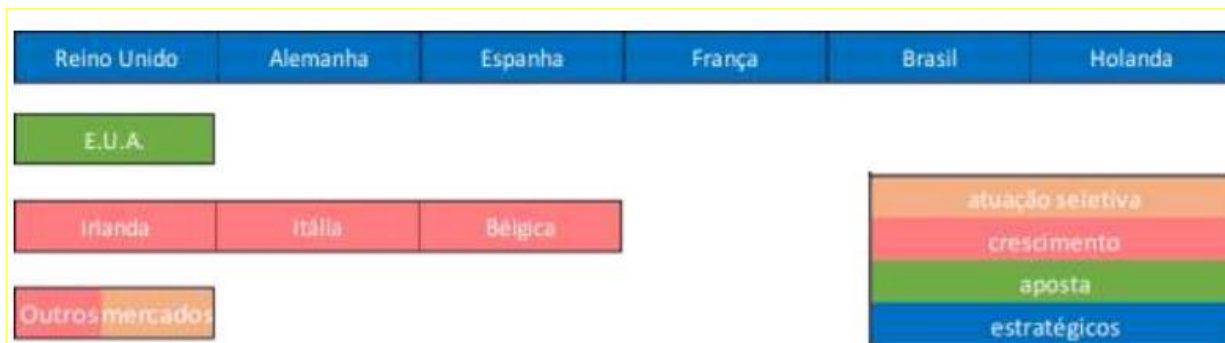 Reino Unido Alemanha Espanha França Brasil Holanda
E.U.A.
Irlanda Itália Bélgica
Outros mercados
atuação seletiva
crescimento
aposta
estratégicos